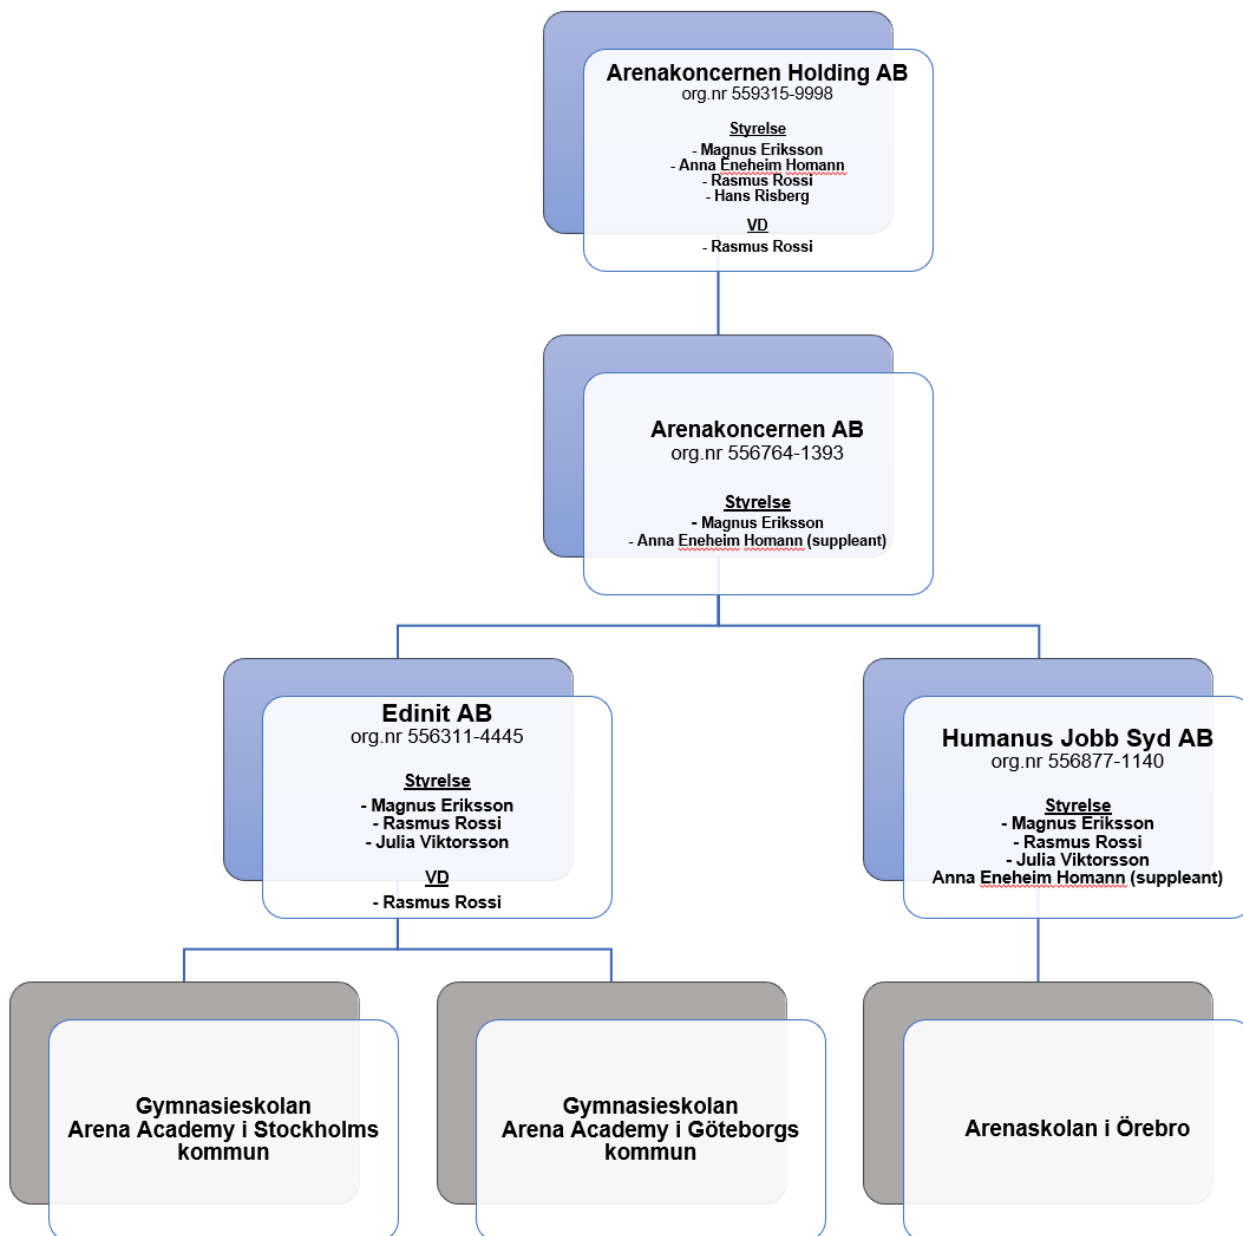 Arenakoncernen Holding AB
org.nr 559315-9998
Styrelse
- Magnus Eriksson
- Anna Eneheim Homann
- Rasmus Rossi
- Hans Risberg
VD
- Rasmus Rossi
Arenakoncernen AB
org.nr 556764-1393
Styrelse
- Magnus Eriksson
- Anna Eneheim Homann (suppleant)
Edinit AB
org.nr 556311-4445
Styrelse
- Magnus Eriksson
- Rasmus Rossi
- Julia Viktorsson
VD
- Rasmus Rossi
Humanus Jobb Syd AB
org.nr 556877-1140
Styrelse
- Magnus Eriksson
- Rasmus Rossi
- Julia Viktorsson
Anna Eneheim Homann (suppleant)
Gymnasieskolan
Arena Academy i Stockholms
kommun
Gymnasieskolan
Arena Academy i Göteborgs
kommun
Arenaskolan i Örebro